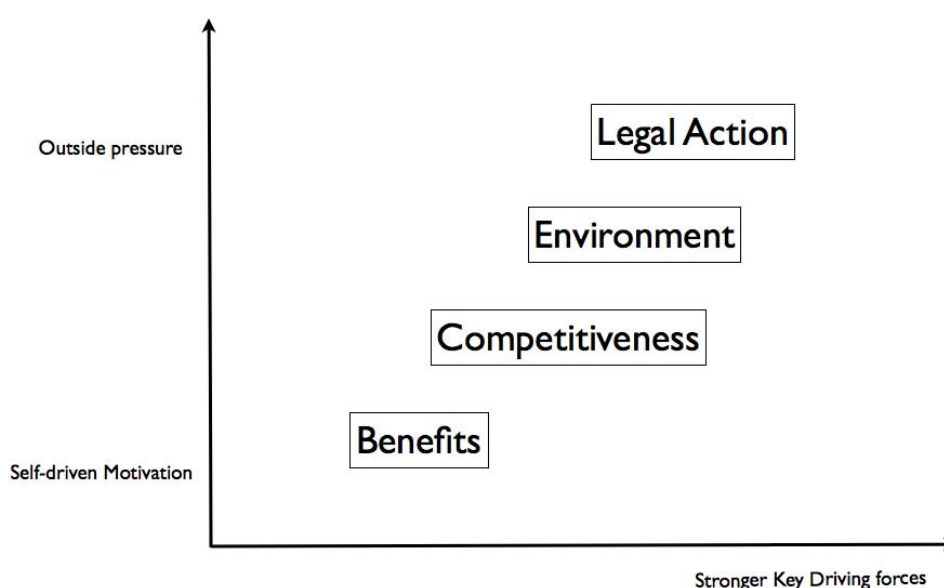 Outside pressure
Legal Action
Environment
Competitiveness
Benefits
Self-driven Motivation
Stronger Key Driving forces